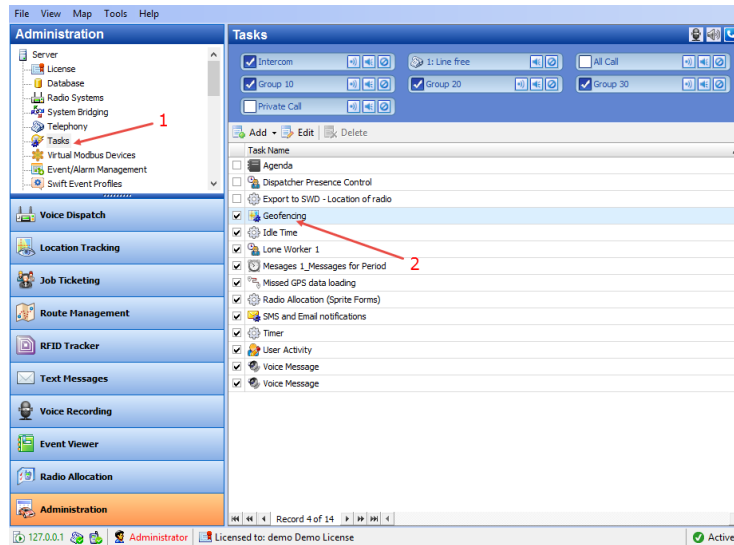 File View Map Tools Help
Administration
Tasks
Server
License
Database
Radio Systems
System Bridging
Telephony
Tasks
Virtual Modbus Devices
Event/Alarm Management
Swift Event Profiles
1
Intercom
1: Line free
All Call
Group 10
Group 20
Group 30
Private Call
Add Edit Delete
Task Name
Agenda
Dispatcher Presence Control
Export to SWD - Location of radio
Geofencing
Idle Time
Lone Worker 1
Mesages 1_Messages for Period
Missed GPS data loading
Radio Allocation (Sprite Forms)
SMS and Email notifications
Timer
User Activity
Voice Message
Voice Message
2
Voice Dispatch
Location Tracking
Job Ticketing
Route Management
RFID Tracker
Text Messages
Voice Recording
Event Viewer
Radio Allocation
Administration
Record 4 of 14
127.0.0.1 Administrator Licensed to: demo Demo License Active